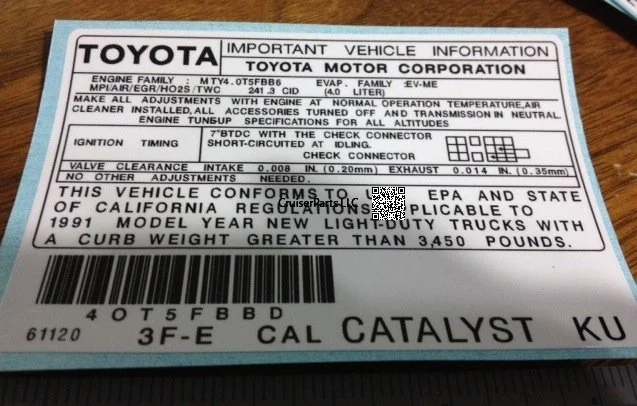 TOYOTA
IMPORTANT VEHICLE INFORMATION
TOYOTA MOTOR CORPORATION
ENGINE FAMILY : MTY4.0T5FBB6 EVAP. FAMILY :EV-ME
MPI/AIR/EGR/HO2S/TWC 241.3 CID (4.0 LITER)
MAKE ALL ADJUSTMENTS WITH ENGINE AT NORMAL OPERATION TEMPERATURE,AIR
CLEANER INSTALLED,ALL ACCESSORIES TURNED OFF AND TRANSMISSION IN NEUTRAL.
ENGINE TUNE-UP SPECIFICATIONS FOR ALL ALTITUDES
IGNITION TIMING
7°BTDC WITH THE CHECK CONNECTOR
SHORT-CIRCUITED AT IDLING.
CHECK CONNECTOR
VALVE CLEARANCE INTAKE 0.008 IN.(0.20mm) EXHAUST 0.014 IN.(0.35mm)
NO OTHER ADJUSTMENTS NEEDED.
THIS VEHICLE CONFORMS TO EPA AND STATE
CruiserParts LLC
OF CALIFORNIA REGULATIONS APPLICABLE TO
1991 MODEL YEAR NEW LIGHT-DUTY TRUCKS WITH
A CURB WEIGHT GREATER THAN 3,450 POUNDS.
4OT5FBBD
61120 3F-E CAL CATALYST KU